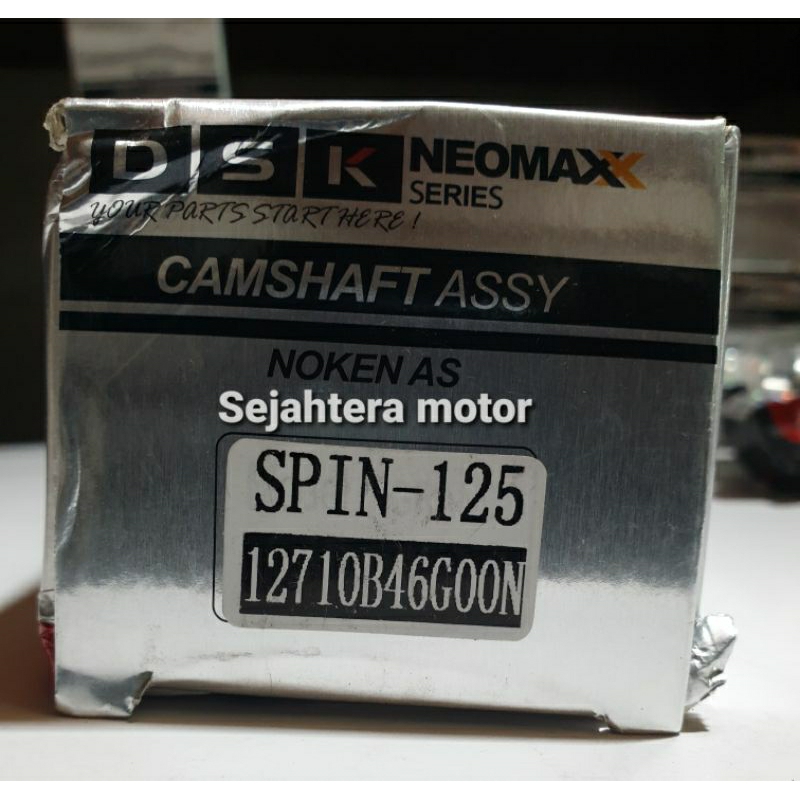 DSK NEOMAXX
SERIES
YOUR PARTS START HERE !
CAMSHAFT ASSY
NOKEN AS
Sejahtera motor
SPIN-125
12710B46G00N